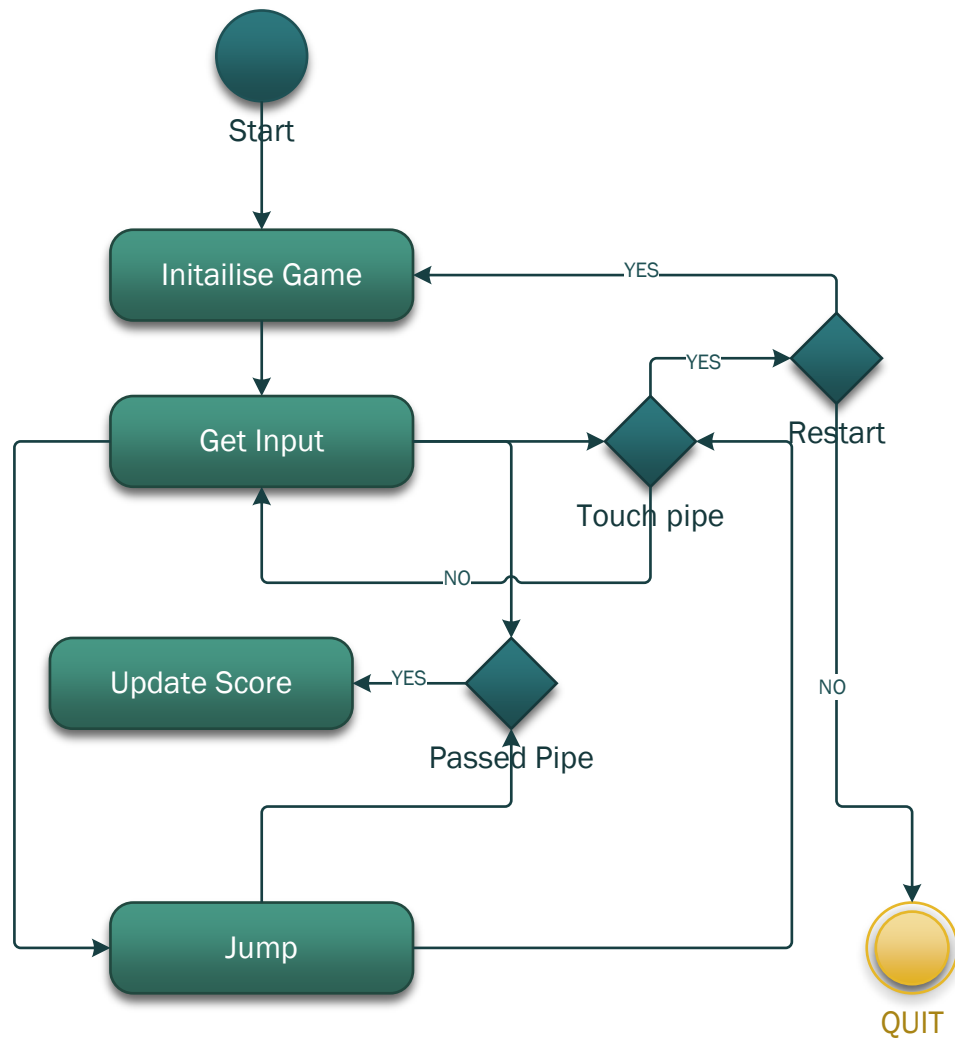 Start
Initailise Game
YES
YES
Get Input
Restart
Touch pipe
NO
Update Score
YES
NO
Passed Pipe
Jump
QUIT